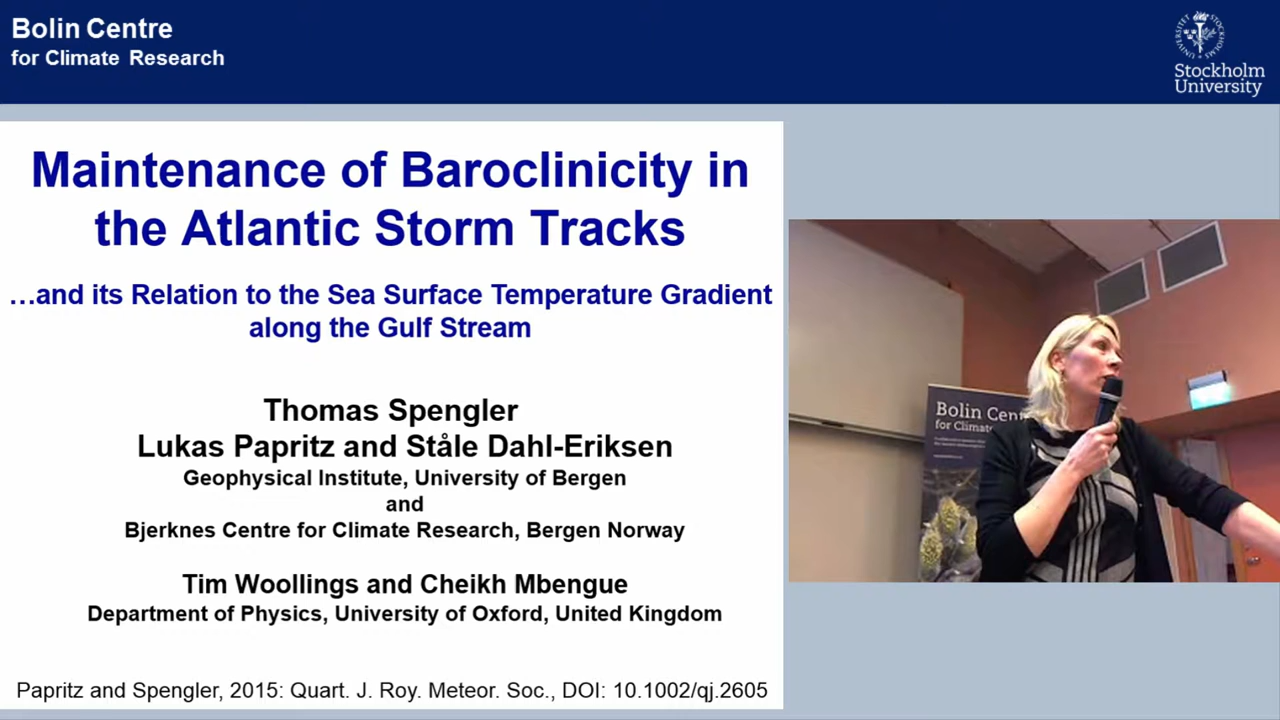 Bolin Centre
for Climate Research
Stockholm
University
Maintenance of Baroclinicity in
the Atlantic Storm Tracks
…and its Relation to the Sea Surface Temperature Gradient
along the Gulf Stream
Thomas Spengler
Lukas Papritz and Ståle Dahl-Eriksen
Geophysical Institute, University of Bergen
and
Bjerknes Centre for Climate Research, Bergen Norway
Tim Woollings and Cheikh Mbengue
Department of Physics, University of Oxford, United Kingdom
Papritz and Spengler, 2015: Quart. J. Roy. Meteor. Soc., DOI: 10.1002/qj.2605
Bolin Cen
for Climat